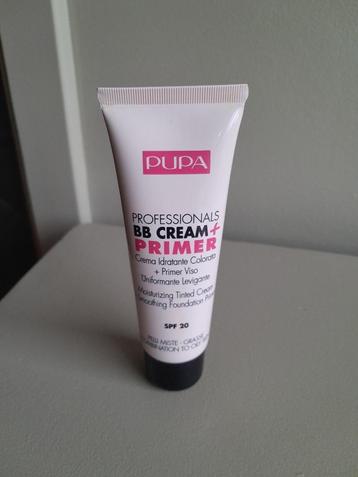 PUPA
PROFESSIONALS
BB CREAM+
PRIMER
Crema Idratante Colorata
+ Primer Viso
Uniformante Levigante
Moisturizing Tinted Cream
Smoothing Foundation Primer
SPF 20
PELLI MISTE - GRASSE
COMBINATION TO OILY